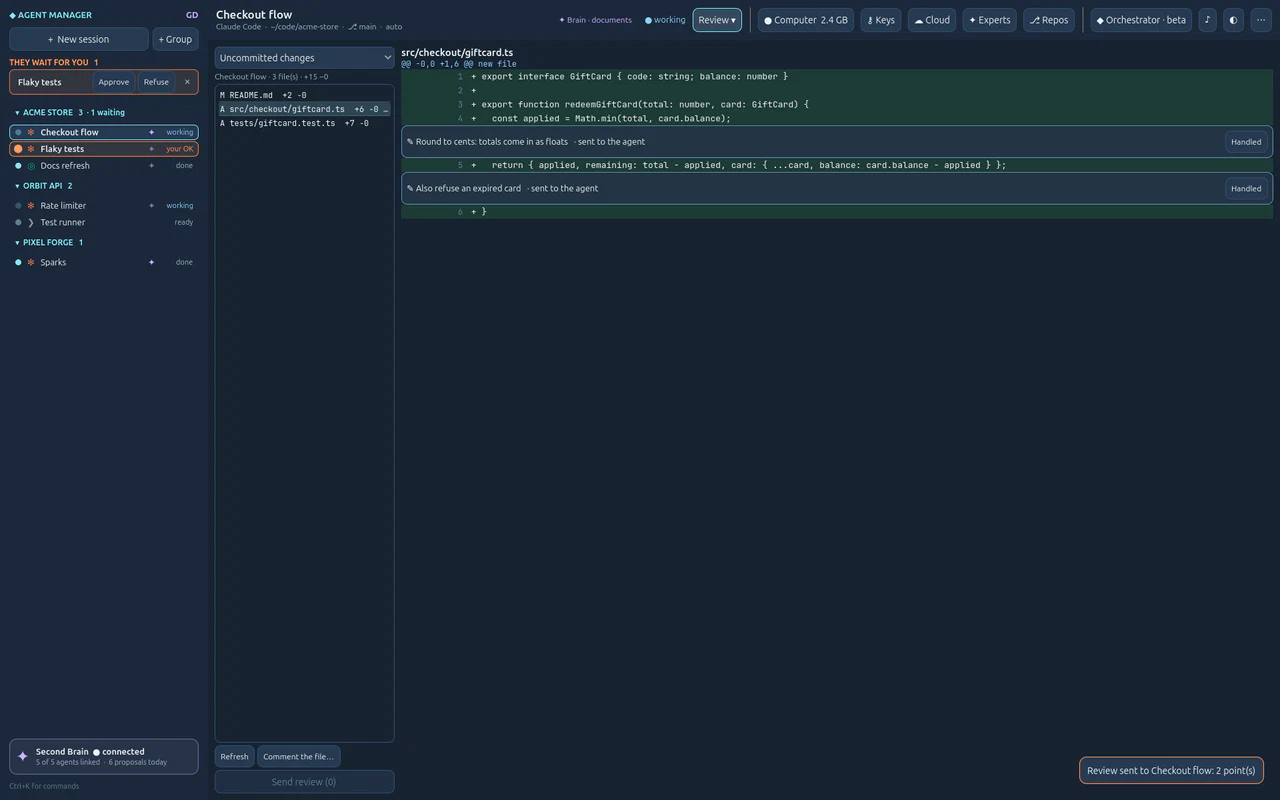 ◆ AGENT MANAGER GD
+ New session + Group
THEY WAIT FOR YOU 1
Flaky tests Approve Refuse ×
▾ ACME STORE 3 · 1 waiting
Checkout flow working
Flaky tests your OK
Docs refresh done
▾ ORBIT API 2
Rate limiter working
Test runner ready
▾ PIXEL FORGE 1
Sparks done
Second Brain connected
5 of 5 agents linked · 6 proposals today
Ctrl+K for commands
Checkout flow
Claude Code · ~/code/acme-store · ⎇ main · auto
✦ Brain · documents
working
Review ▾
Computer 2.4 GB
Keys
Cloud
Experts
Repos
Orchestrator · beta
♪
◐
⋯
Uncommitted changes
Checkout flow · 3 file(s) · +15 −0
M README.md +2 -0
A src/checkout/giftcard.ts +6 -0 …
A tests/giftcard.test.ts +7 -0
Refresh Comment the file…
Send review (0)
src/checkout/giftcard.ts
@@ -0,0 +1,6 @@ new file
1 + export interface GiftCard { code: string; balance: number }
2 +
3 + export function redeemGiftCard(total: number, card: GiftCard) {
4 +   const applied = Math.min(total, card.balance);
✎ Round to cents: totals come in as floats · sent to the agent Handled
5 +   return { applied, remaining: total - applied, card: { ...card, balance: card.balance - applied } };
✎ Also refuse an expired card · sent to the agent Handled
6 + }
Review sent to Checkout flow: 2 point(s)